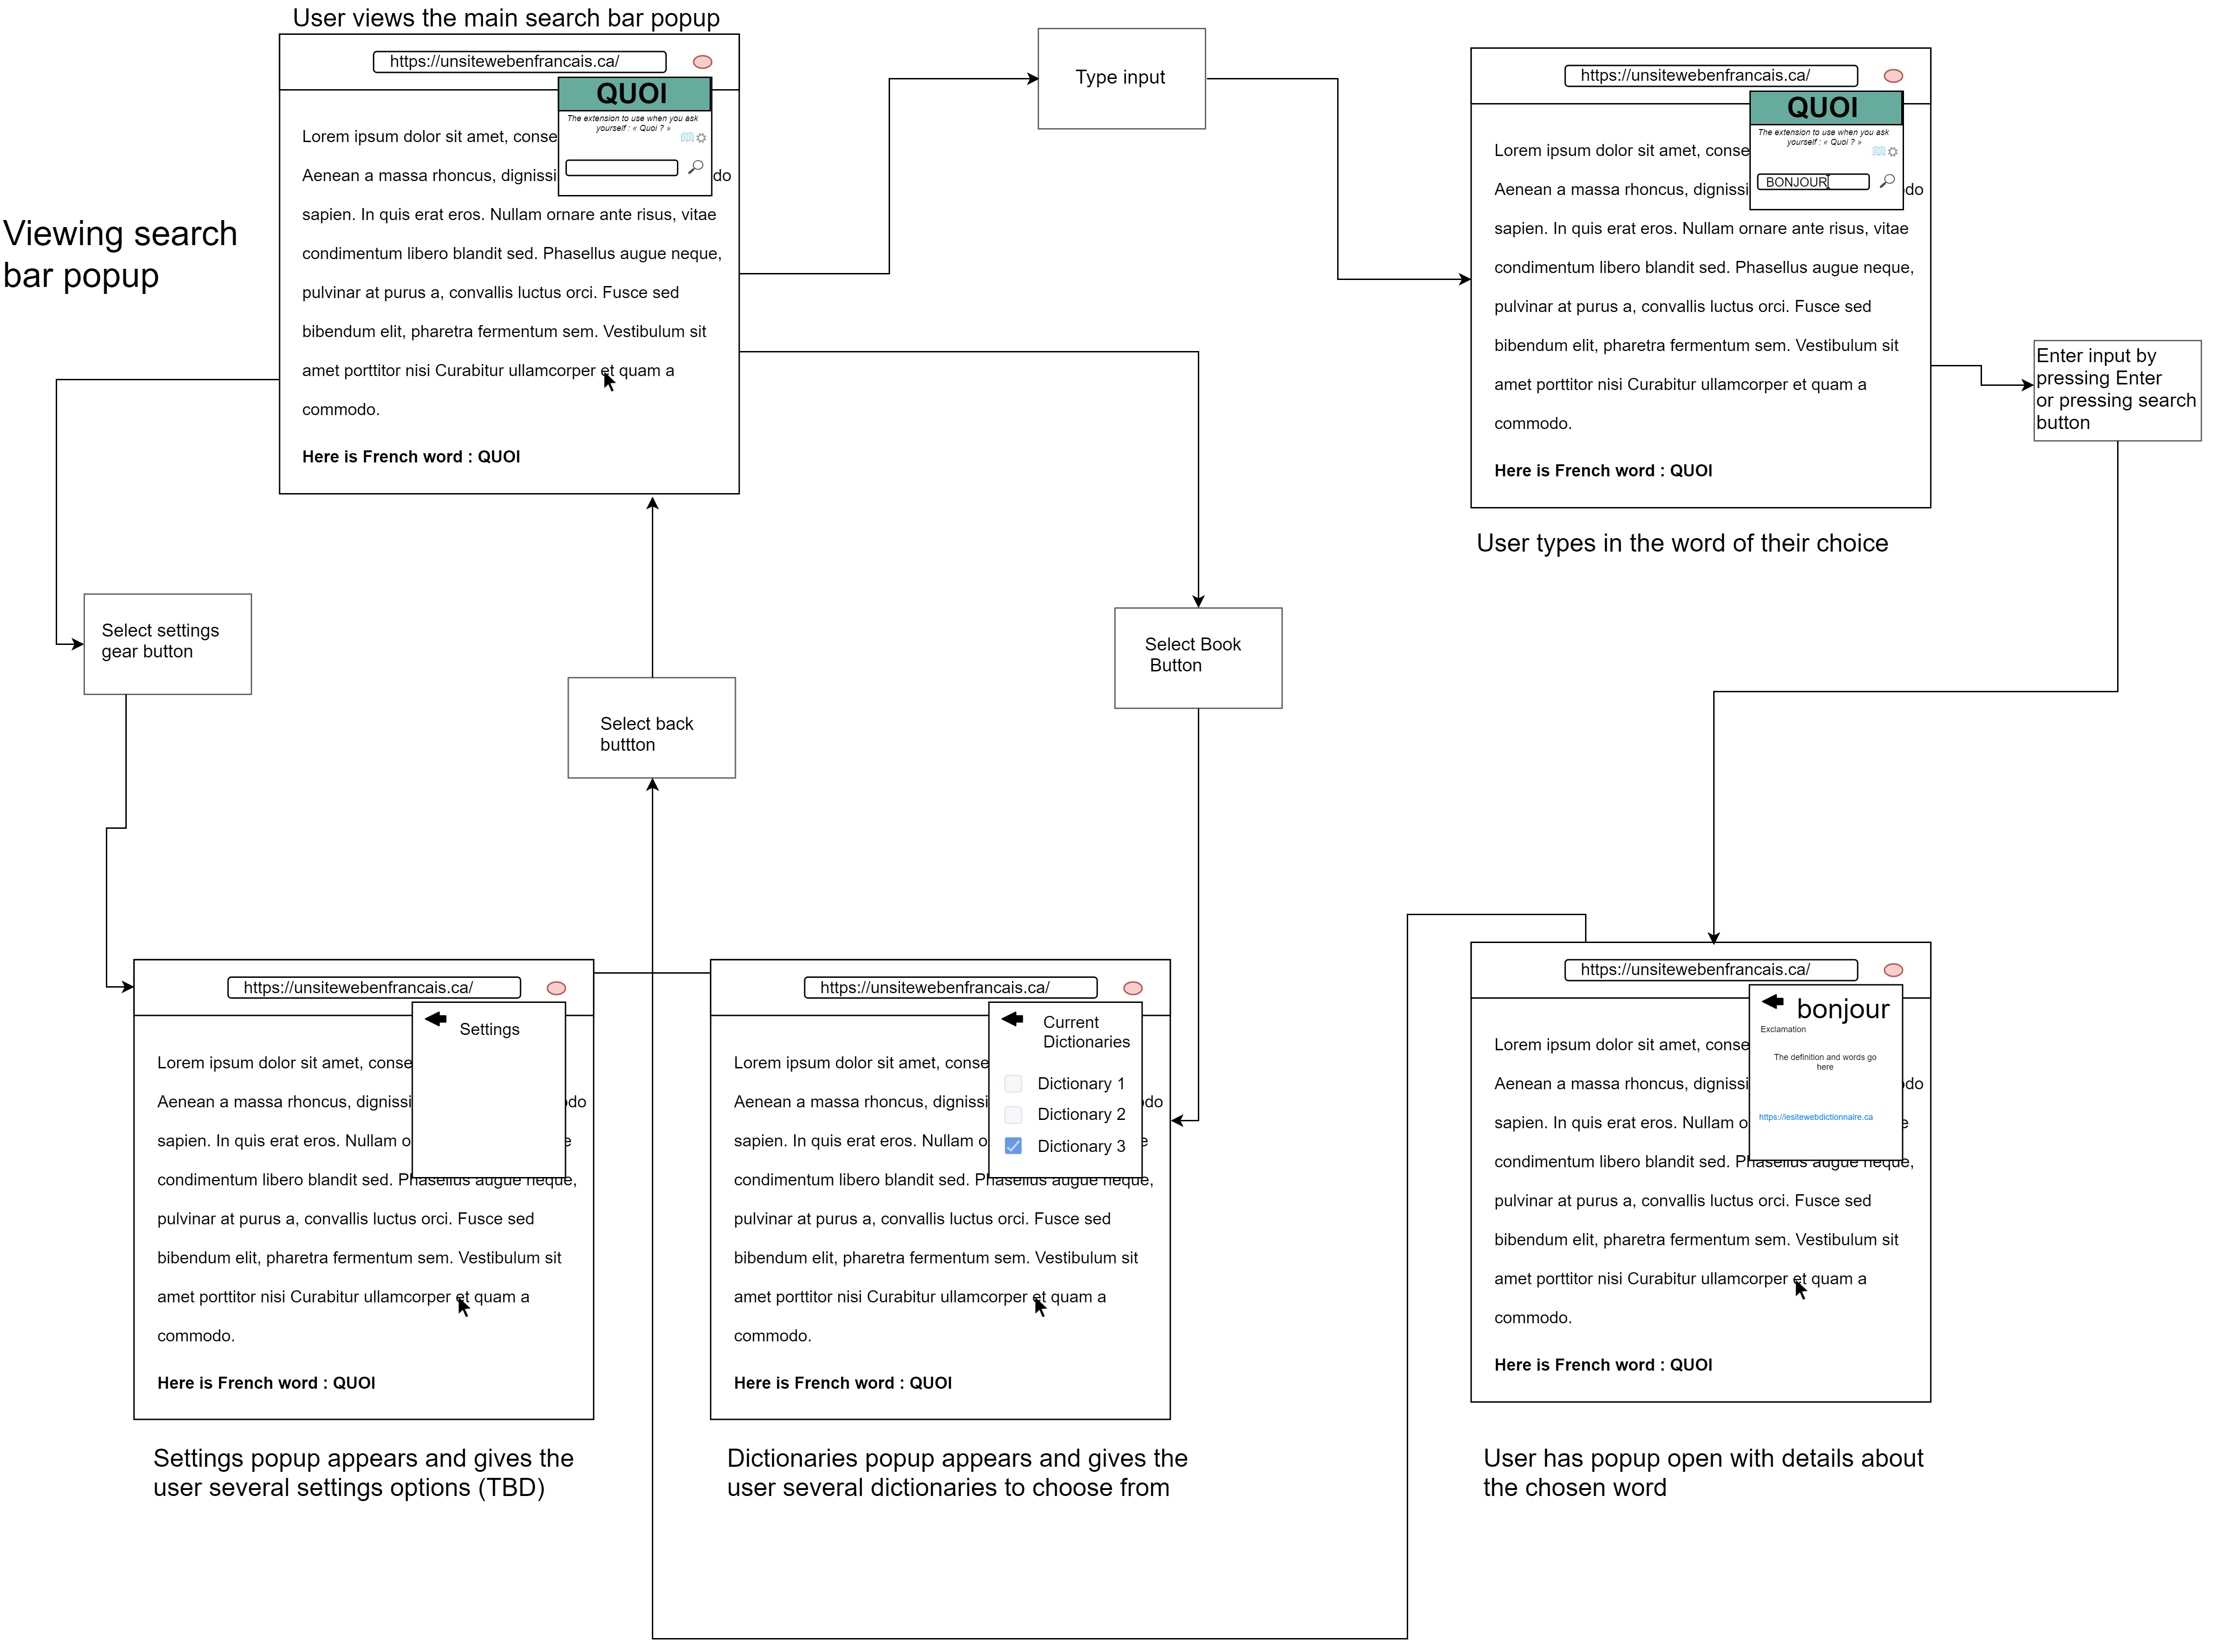 User views the main search bar popup
https://unsitewebenfrancais.ca/
QUOI
The extension to use when you ask
yourself : « Quoi ? »
Lorem ipsum dolor sit amet, conse
Aenean a massa rhoncus, dignissi do
sapien. In quis erat eros. Nullam ornare ante risus, vitae
condimentum libero blandit sed. Phasellus augue neque,
pulvinar at purus a, convallis luctus orci. Fusce sed
bibendum elit, pharetra fermentum sem. Vestibulum sit
amet porttitor nisi Curabitur ullamcorper et quam a
commodo.
Here is French word : QUOI
Viewing search
bar popup
Type input
https://unsitewebenfrancais.ca/
QUOI
The extension to use when you ask
yourself : « Quoi ? »
BONJOUR
Lorem ipsum dolor sit amet, conse
Aenean a massa rhoncus, dignissi do
sapien. In quis erat eros. Nullam ornare ante risus, vitae
condimentum libero blandit sed. Phasellus augue neque,
pulvinar at purus a, convallis luctus orci. Fusce sed
bibendum elit, pharetra fermentum sem. Vestibulum sit
amet porttitor nisi Curabitur ullamcorper et quam a
commodo.
Here is French word : QUOI
User types in the word of their choice
Enter input by
pressing Enter
or pressing search
button
Select settings
gear button
Select back
buttton
Select Book
Button
https://unsitewebenfrancais.ca/
Settings
Lorem ipsum dolor sit amet, conse
Aenean a massa rhoncus, dignissi do
sapien. In quis erat eros. Nullam o e
condimentum libero blandit sed. Phasellus augue neque,
pulvinar at purus a, convallis luctus orci. Fusce sed
bibendum elit, pharetra fermentum sem. Vestibulum sit
amet porttitor nisi Curabitur ullamcorper et quam a
commodo.
Here is French word : QUOI
Settings popup appears and gives the
user several settings options (TBD)
https://unsitewebenfrancais.ca/
Current
Dictionaries
Dictionary 1
Dictionary 2
Dictionary 3
Lorem ipsum dolor sit amet, conse
Aenean a massa rhoncus, dignissi odo
sapien. In quis erat eros. Nullam o e
condimentum libero blandit sed. Phasellus augue neque,
pulvinar at purus a, convallis luctus orci. Fusce sed
bibendum elit, pharetra fermentum sem. Vestibulum sit
amet porttitor nisi Curabitur ullamcorper et quam a
commodo.
Here is French word : QUOI
Dictionaries popup appears and gives the
user several dictionaries to choose from
https://unsitewebenfrancais.ca/
bonjour
Exclamation
The definition and words go
here
https://lesitewebdictionnaire.ca
Lorem ipsum dolor sit amet, conse
Aenean a massa rhoncus, dignissi do
sapien. In quis erat eros. Nullam o e
condimentum libero blandit sed. Phasellus augue neque,
pulvinar at purus a, convallis luctus orci. Fusce sed
bibendum elit, pharetra fermentum sem. Vestibulum sit
amet porttitor nisi Curabitur ullamcorper et quam a
commodo.
Here is French word : QUOI
User has popup open with details about
the chosen word